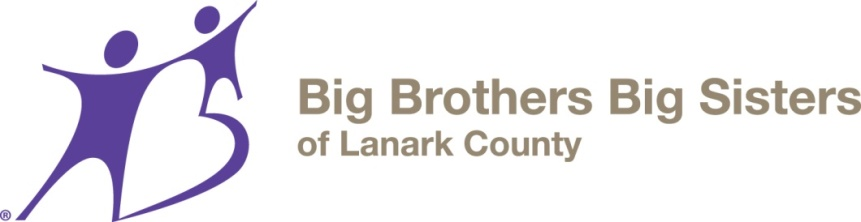 Big Brothers Big Sisters
of Lanark County
®